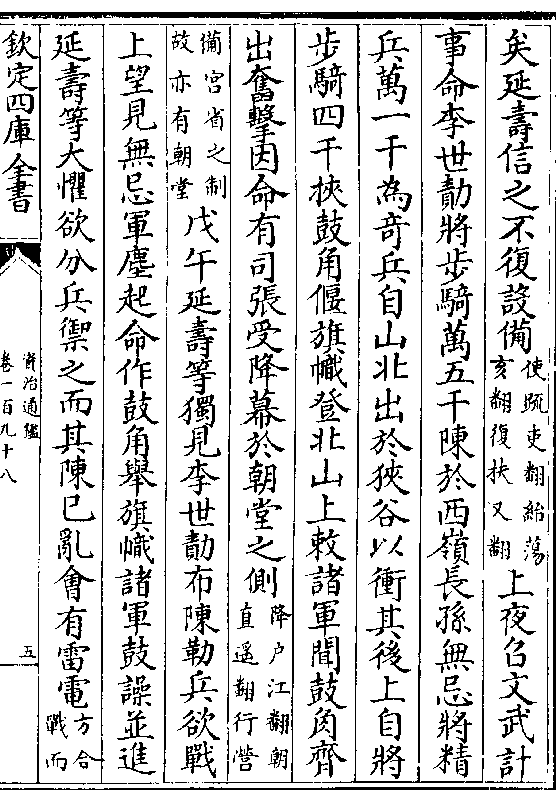 矣延壽信之不復設備使䟽吏翻紿蕩亥翻復扶又翻上夜召文武計
事命李世勣將步騎萬五千陳於西嶺長孫無忌將精
兵萬一千為奇兵自山北出於狹谷以衝其後上自將
步騎四千挾鼓角偃旗幟登北山上敕諸軍聞鼓角齊
出奮擊因命有司張受降幕於朝堂之側降户江翻朝直遥翻行營
備宫省之制故亦有朝堂戊午延壽等獨見李世勣布陳勒兵欲戰
上望見無忌軍塵起命作鼓角舉旗幟諸軍鼓譟並進
延壽等大懼欲分兵禦之而其陳已亂會有雷電方合戰而
欽定四庫全書
資治通鑑
卷一百九十八
五